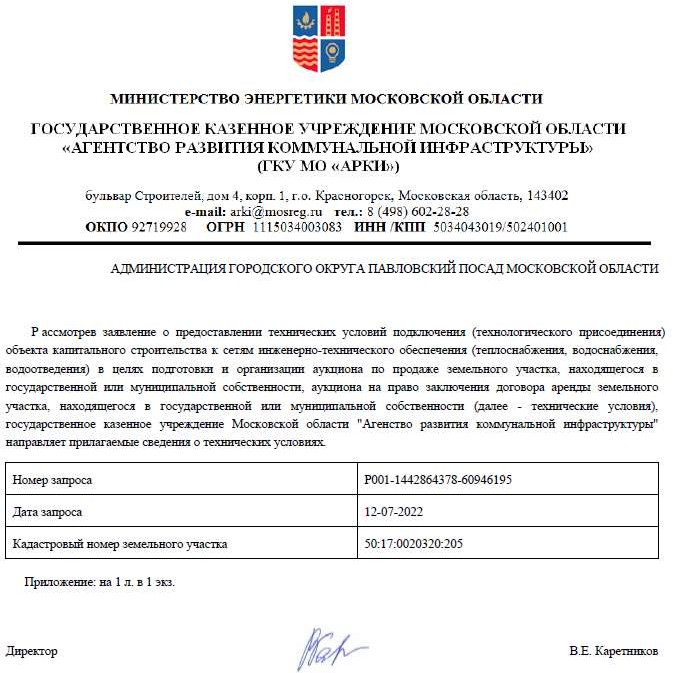 МИНИСТЕРСТВО ЭНЕРГЕТИКИ МОСКОВСКОЙ ОБЛАСТИ
ГОСУДАРСТВЕННОЕ КАЗЕННОЕ УЧРЕЖДЕНИЕ МОСКОВСКОЙ ОБЛАСТИ
«АГЕНТСТВО РАЗВИТИЯ КОММУНАЛЬНОЙ ИНФРАСТРУКТУРЫ»
(ГКУ МО «АРКИ»)
бульвар Строителей, дом 4, корп. 1, г.о. Красногорск, Московская область, 143402
e-mail: arki@mosreg.ru тел.: 8 (498) 602-28-28
ОКПО 92719928 ОГРН 1115034003083 ИНН /КПП 5034043019/502401001
АДМИНИСТРАЦИЯ ГОРОДСКОГО ОКРУГА ПАВЛОВСКИЙ ПОСАД МОСКОВСКОЙ ОБЛАСТИ
Р ассмотрев заявление о предоставлении технических условий подключения (технологического присоединения)
объекта капитального строительства к сетям инженерно-технического обеспечения (теплоснабжения, водоснабжения,
водоотведения) в целях подготовки и организации аукциона по продаже земельного участка, находящегося в
государственной или муниципальной собственности, аукциона на право заключения договора аренды земельного
участка, находящегося в государственной или муниципальной собственности (далее - технические условия),
государственное казенное учреждение Московской области "Агенство развития коммунальной инфраструктуры"
направляет прилагаемые сведения о технических условиях.
Номер запроса P001-1442864378-60946195
Дата запроса 12-07-2022
Кадастровый номер земельного участка 50:17:0020320:205
Приложение: на 1 л. в 1 экз.
Директор В.Е. Каретников